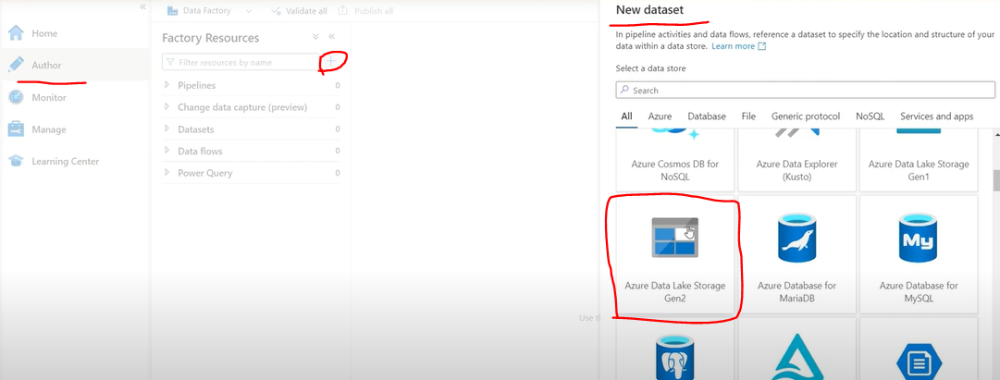 «
Home
Author
Monitor
Manage
Learning Center
Data Factory
Validate all
Publish all
Factory Resources
«
Filter resources by name
+
Pipelines 0
Change data capture (preview) 0
Datasets 0
Data flows 0
Power Query 0
Use th
New dataset
In pipeline activities and data flows, reference a dataset to specify the location and structure of your
data within a data store. Learn more
Select a data store
Search
All Azure Database File Generic protocol NoSQL Services and apps
Azure Cosmos DB for
NoSQL
Azure Data Explorer
(Kusto)
Azure Data Lake Storage
Gen1
Azure Data Lake Storage
Gen2
Azure Database for
MariaDB
My
Azure Database for
MySQL